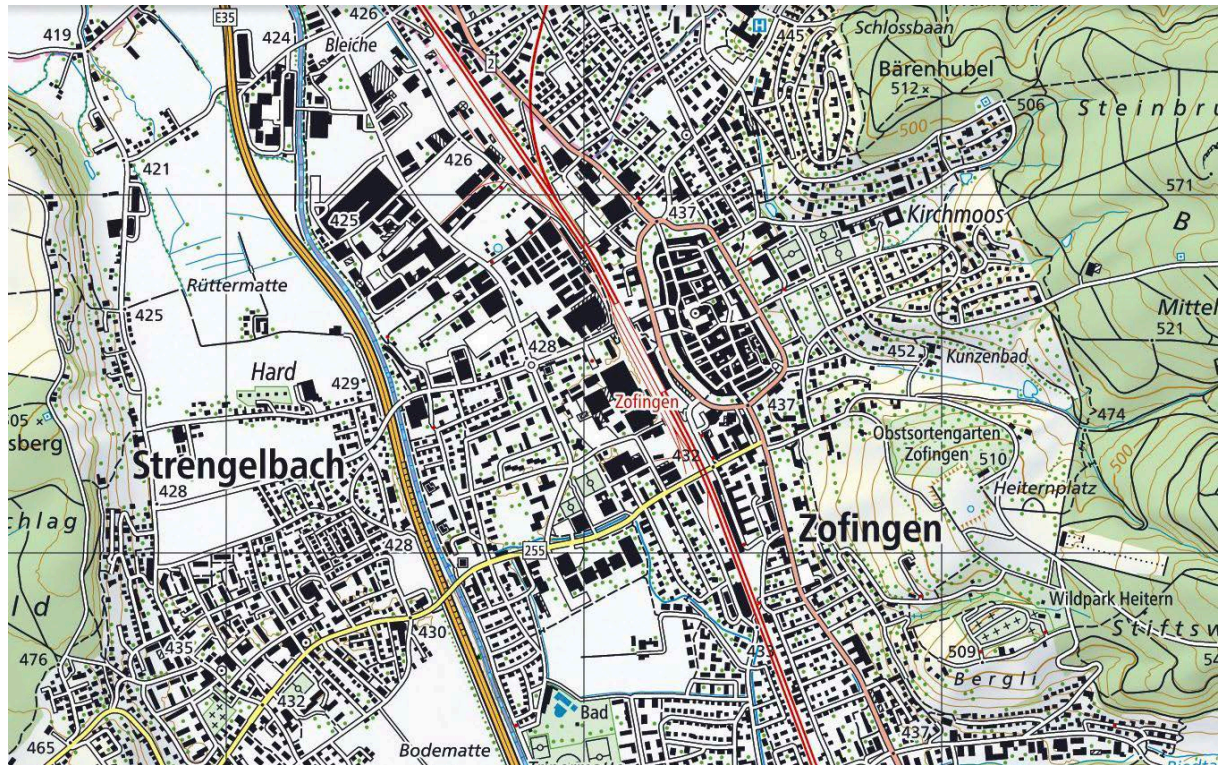 E35
426
419
424
Bleiche
2
H
445
Schlossbaan
Bärenhubel
512
506
500
Steinbru
421
426
571
425
437
Kirchmoos
B
Rüttermatte
425
Mittel
521
Hard
429
428
452
Kunzenbad
Zofingen
437
474
05
sberg
Obstsortengarten
Zofingen
510
500
Strengelbach
432
428
Heiternplatz
chlag
Zofingen
428
255
Wildpark Heitern
ld
430
Stiftsw
435
433
476
509
54
Bergli
432
Bad
465
Bodematte
437